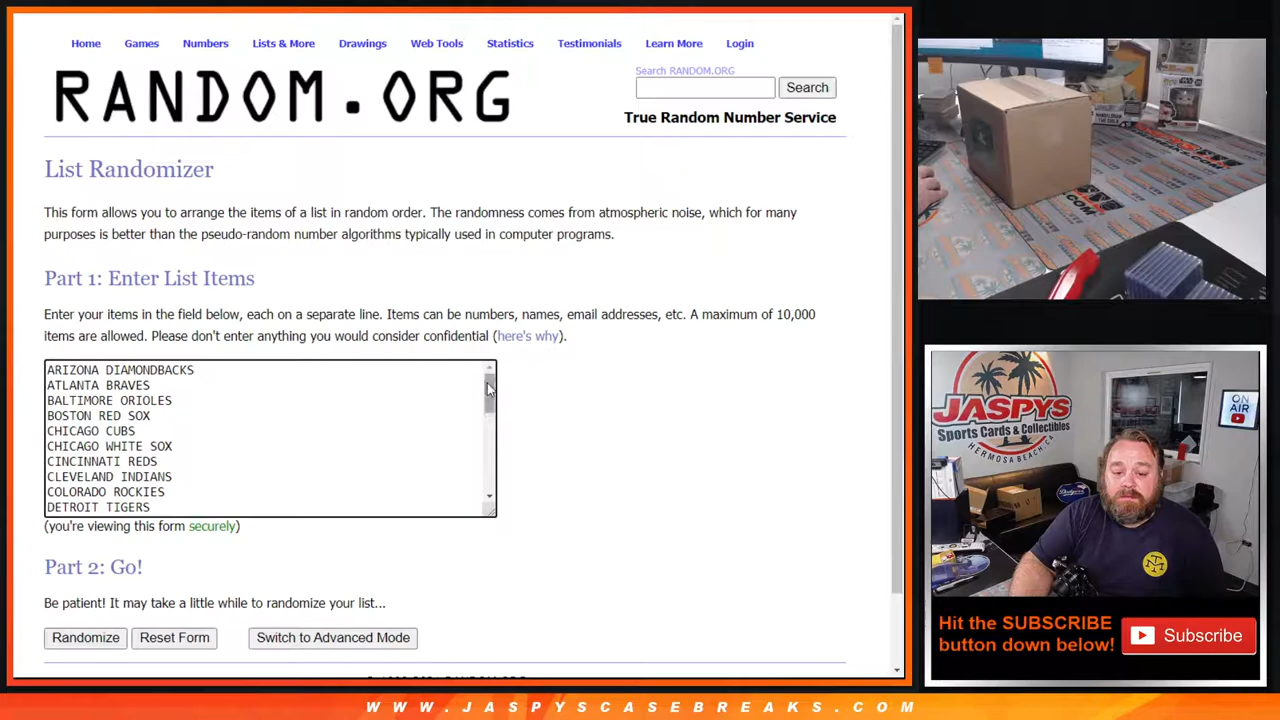 Home Games Numbers Lists & More Drawings Web Tools Statistics Testimonials Learn More Login
RANDOM.ORG
Search RANDOM.ORG
Search
True Random Number Service
List Randomizer
This form allows you to arrange the items of a list in random order. The randomness comes from atmospheric noise, which for many
purposes is better than the pseudo-random number algorithms typically used in computer programs.
Part 1: Enter List Items
Enter your items in the field below, each on a separate line. Items can be numbers, names, email addresses, etc. A maximum of 10,000
items are allowed. Please don't enter anything you would consider confidential (here's why).
ARIZONA DIAMONDBACKS
ATLANTA BRAVES
BALTIMORE ORIOLES
BOSTON RED SOX
CHICAGO CUBS
CHICAGO WHITE SOX
CINCINNATI REDS
CLEVELAND INDIANS
COLORADO ROCKIES
DETROIT TIGERS
(you're viewing this form securely)
Part 2: Go!
Be patient! It may take a little while to randomize your list...
Randomize Reset Form Switch to Advanced Mode
JASPYS
Sports Cards & Collectibles
HERMOSA BEACH, CA
ON
AIR
Hit the SUBSCRIBE
button down below!
Subscribe
WWW.JASPYSCASEBREAKS.COM